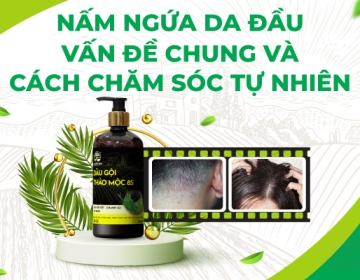 NẤM NGỨA DA ĐẦU
VẤN ĐỀ CHUNG VÀ
CÁCH CHĂM SÓC TỰ NHIÊN
DẦU GỘI
THẢO MỘC 85